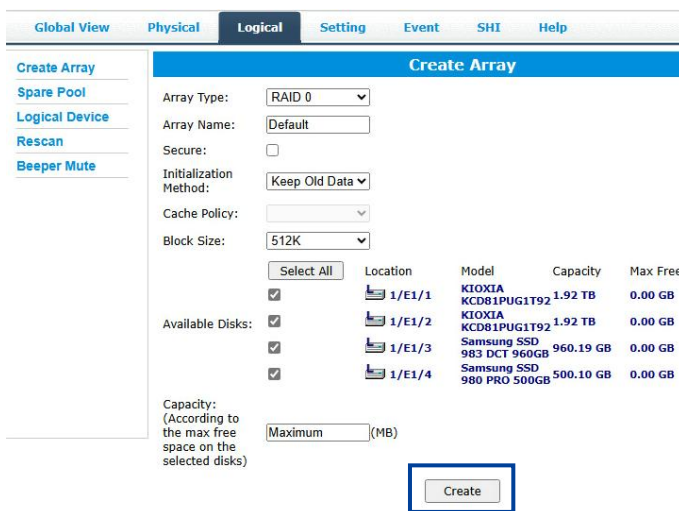 Global View Physical Logical Setting Event SHI Help
Create Array
Spare Pool
Logical Device
Rescan
Beeper Mute
Create Array
Array Type: RAID 0
Array Name: Default
Secure:
Initialization
Method: Keep Old Data
Cache Policy:
Block Size: 512K
Select All Location Model Capacity Max Free
1/E1/1 KIOXIA
KCD81PUG1T92 1.92 TB 0.00 GB
Available Disks: 1/E1/2 KIOXIA
KCD81PUG1T92 1.92 TB 0.00 GB
1/E1/3 Samsung SSD
983 DCT 960GB 960.19 GB 0.00 GB
1/E1/4 Samsung SSD
980 PRO 500GB 500.10 GB 0.00 GB
Capacity:
(According to
the max free
space on the
selected disks) Maximum (MB)
Create